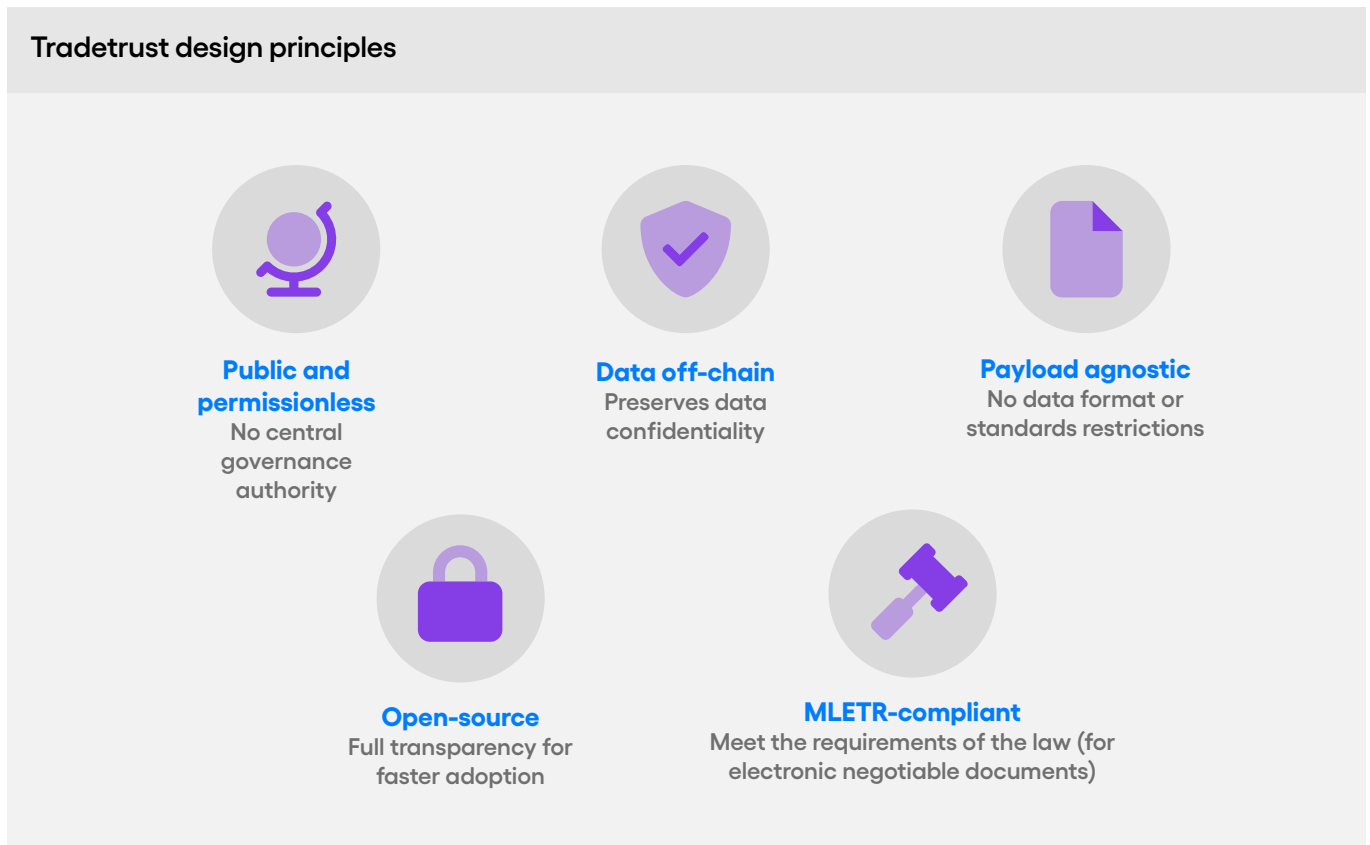 Tradetrust design principles
Public and
permissionless
No central
governance
authority
Data off-chain
Preserves data
confidentiality
Payload agnostic
No data format or
standards restrictions
Open-source
Full transparency for
faster adoption
MLETR-compliant
Meet the requirements of the law (for
electronic negotiable documents)